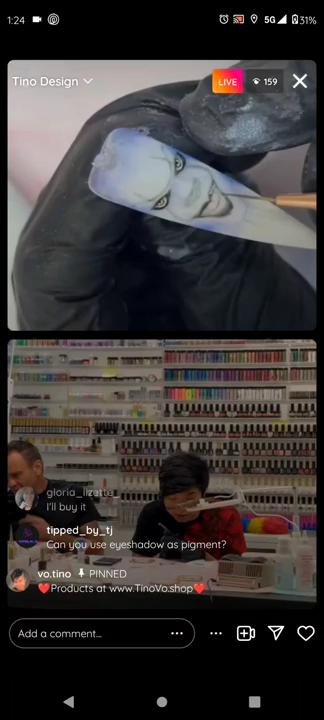 1:24
5G
31%
Tino Design
LIVE
159
gloria_lizette_
I'll buy it
tipped_by_tj
Can you use eyeshadow as pigment?
vo.tino PINNED
❤️Products at www.TinoVo.shop❤️
Add a comment...